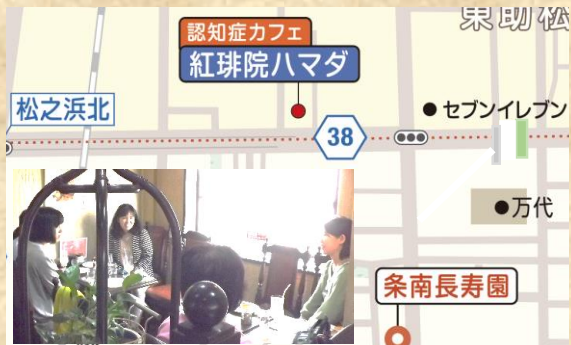 東助松
認知症カフェ
紅琲院ハマダ
松之浜北
セブンイレブン
38
万代
条南長寿園